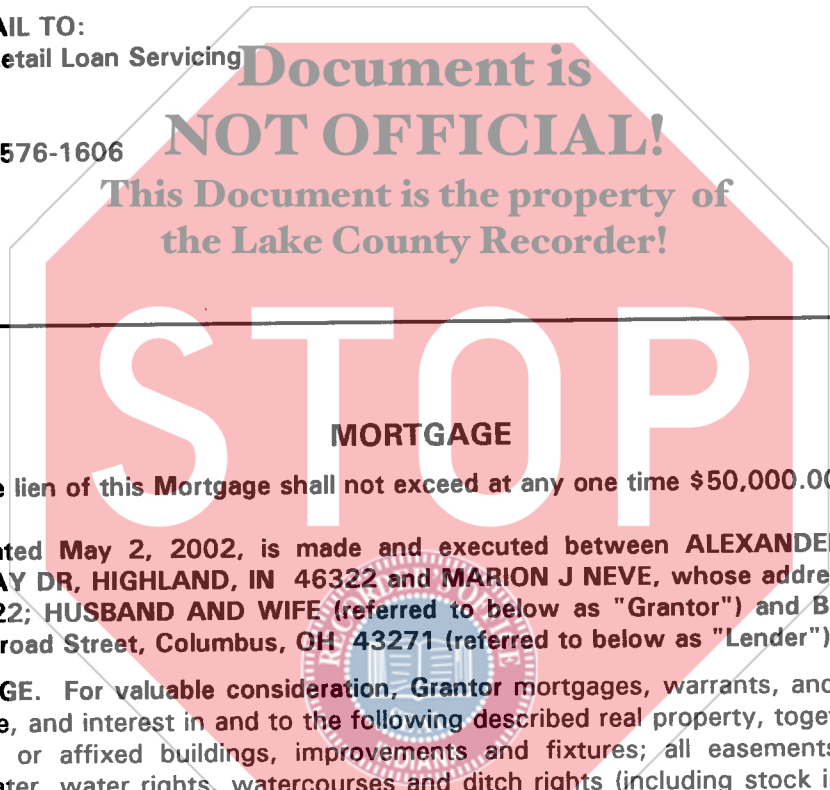 AIL TO:
etail Loan Servicing
Document is
NOT OFFICIAL!
576-1606
This Document is the property of
the Lake County Recorder!
STOP
MORTGAGE
lien of this Mortgage shall not exceed at any one time $50,000.00
ated May 2, 2002, is made and executed between ALEXANDE
AY DR, HIGHLAND, IN 46322 and MARION J NEVE, whose addre
22; HUSBAND AND WIFE (referred to below as "Grantor") and B
road Street, Columbus, OH 43271 (referred to below as "Lender")
GE. For valuable consideration, Grantor mortgages, warrants, and
e, and interest in and to the following described real property, toge
or affixed buildings, improvements and fixtures; all easements
ater, water rights, watercourses and ditch rights (including stock i